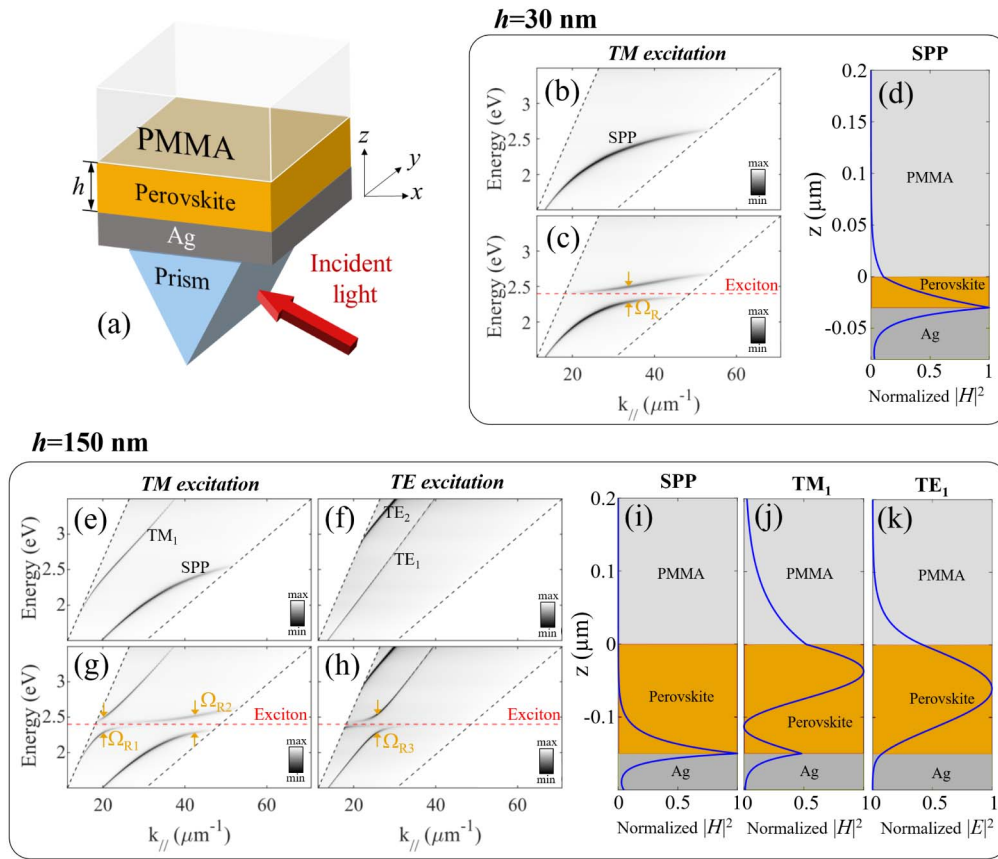 h=30 nm
TM excitation
SPP
PMMA
Perovskite
Ag
Prism
h
z
y
x
Incident
light
(a)
(b)
SPP
Energy (eV)
3
2.5
2
max
min
(c)
Exciton
Ω_R
Energy (eV)
3
2.5
2
max
min
20 40 60
k_// (μm⁻¹)
(d)
PMMA
Perovskite
Ag
z (μm)
0.2
0.15
0.1
0.05
0
-0.05
0 0.5 1
Normalized |H|²
h=150 nm
TM excitation
TE excitation
SPP
TM₁
TE₁
(e)
TM₁
SPP
Energy (eV)
3
2.5
2
max
min
(f)
TE₂
TE₁
max
min
(g)
Ω_R1
Ω_R2
Energy (eV)
3
2.5
2
max
min
20 40 60
k_// (μm⁻¹)
(h)
Exciton
Ω_R3
max
min
20 40 60
k_// (μm⁻¹)
(i)
PMMA
Perovskite
Ag
z (μm)
0.2
0.1
0
-0.1
0 0.5 1
Normalized |H|²
(j)
PMMA
Perovskite
Ag
0 0.5 1
Normalized |H|²
(k)
PMMA
Perovskite
Ag
0 0.5 1
Normalized |E|²